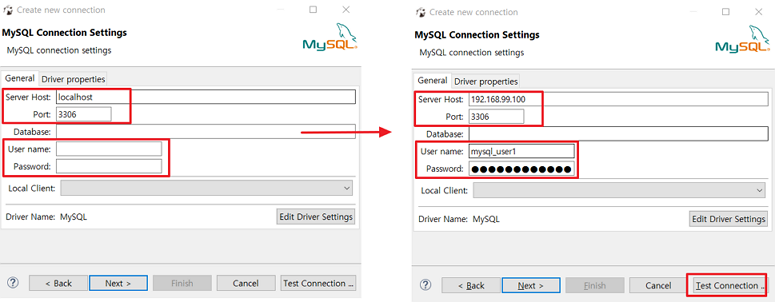 Create new connection
MySQL Connection Settings
MySQL connection settings
MySQL
General Driver properties
Server Host: localhost
Port: 3306
Database:
User name:
Password:
Local Client:
Driver Name: MySQL Edit Driver Settings
? < Back Next > Finish Cancel Test Connection ...
Create new connection
MySQL Connection Settings
MySQL connection settings
MySQL
General Driver properties
Server Host: 192.168.99.100
Port: 3306
Database:
User name: mysql_user1
Password: ●●●●●●●●●●●●
Local Client:
Driver Name: MySQL Edit Driver Settings
? < Back Next > Finish Cancel Test Connection ..